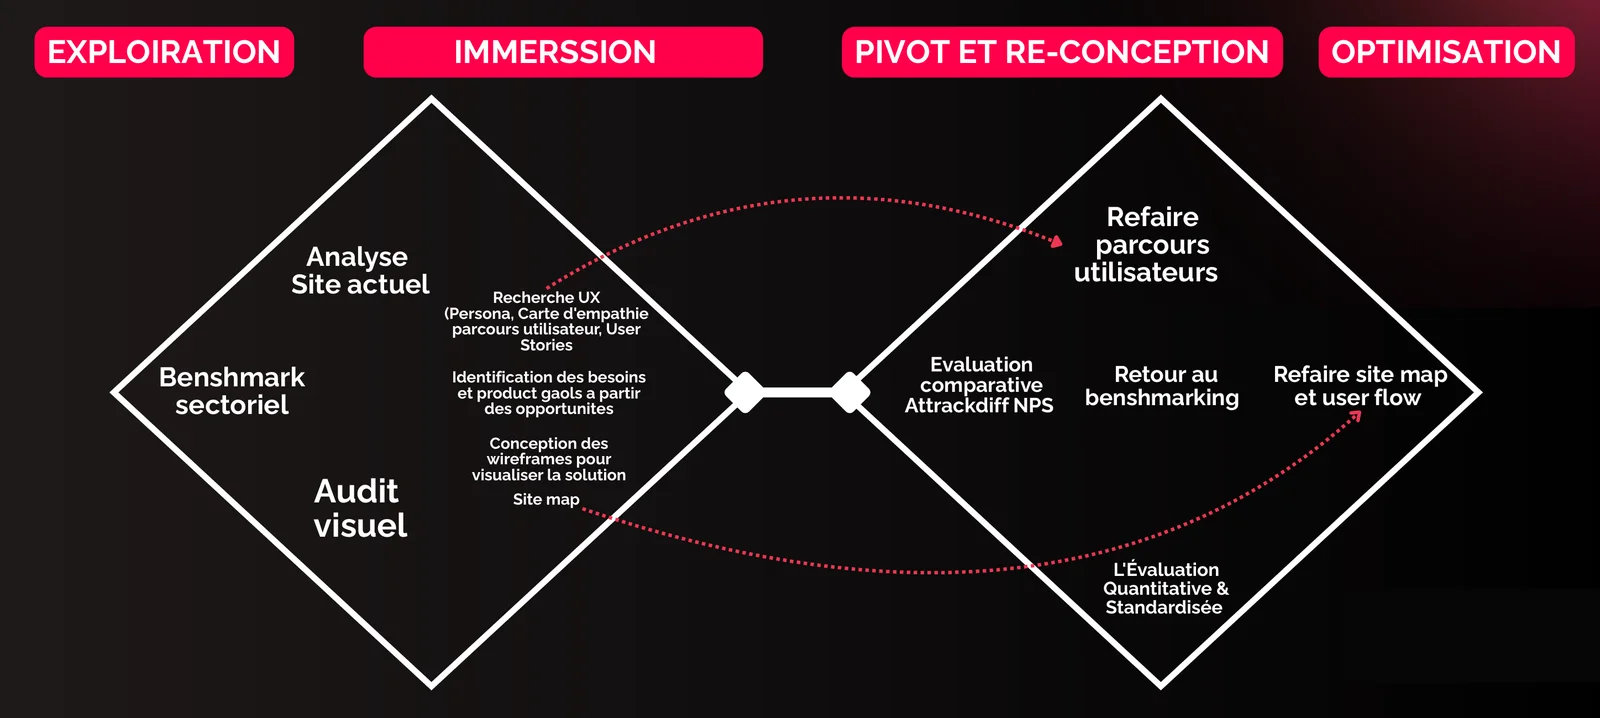 EXPLOIRATION
IMMERSSION
PIVOT ET RE-CONCEPTION
OPTIMISATION
Analyse
Site actuel
Benshmark
sectoriel
Audit
visuel
Recherche UX
(Persona, Carte d'empathie
parcours utilisateur, User
Stories
Identification des besoins
et product gaols a partir
des opportunites
Conception des
wireframes pour
visualiser la solution
Site map
Refaire
parcours
utilisateurs
Evaluation
comparative
Attrackdiff NPS
Retour au
benshmarking
Refaire site map
et user flow
L'Évaluation
Quantitative &
Standardisée